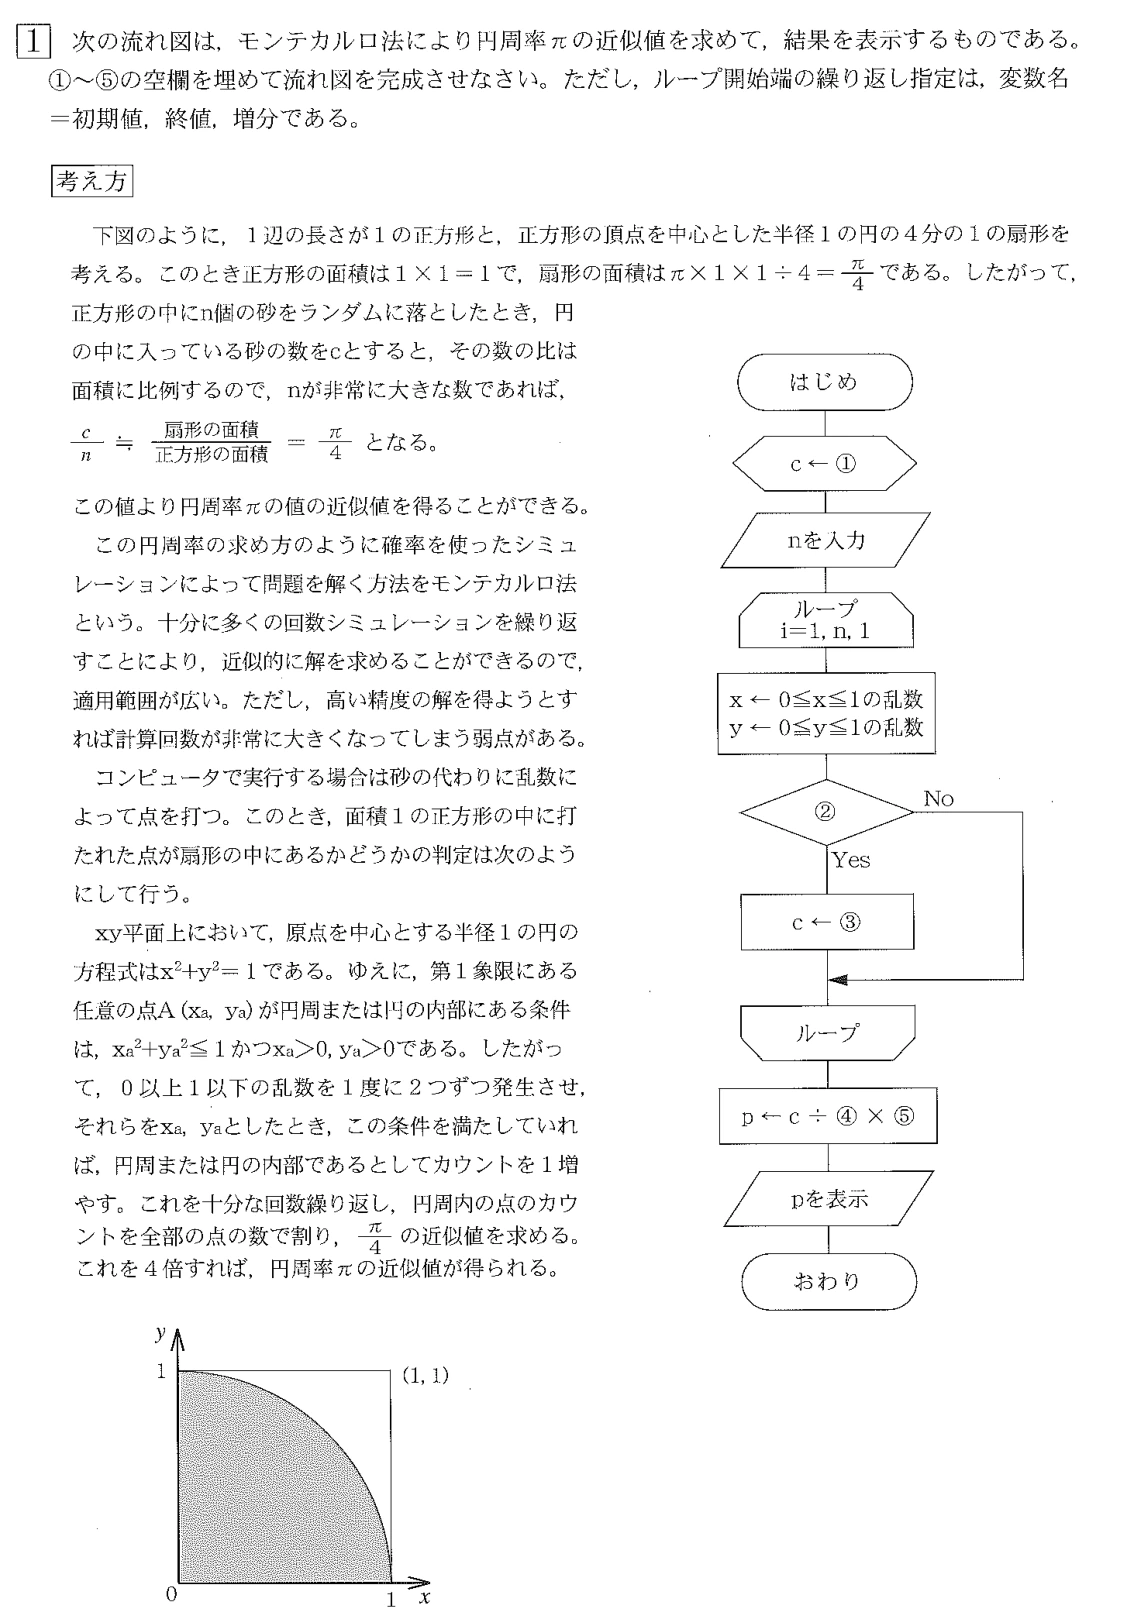 1 次の流れ図は，モンテカルロ法により円周率πの近似値を求めて，結果を表示するものである。
①～⑤の空欄を埋めて流れ図を完成させなさい。ただし，ループ開始端の繰り返し指定は，変数名
＝初期値，終値，増分である。
考え方
下図のように，１辺の長さが１の正方形と，正方形の頂点を中心とした半径１の円の４分の１の扇形を
考える。このとき正方形の面積は１×１＝１で，扇形の面積はπ×１×１÷４＝π/4である。したがって，
正方形の中にn個の砂をランダムに落としたとき，円
の中に入っている砂の数をcとすると，その数の比は
面積に比例するので，nが非常に大きな数であれば，
c/n ≒ 扇形の面積/正方形の面積 ＝ π/4 となる。
この値より円周率πの値の近似値を得ることができる。
この円周率の求め方のように確率を使ったシミュ
レーションによって問題を解く方法をモンテカルロ法
という。十分に多くの回数シミュレーションを繰り返
すことにより，近似的に解を求めることができるので，
適用範囲が広い。ただし，高い精度の解を得ようとす
れば計算回数が非常に大きくなってしまう弱点がある。
コンピュータで実行する場合は砂の代わりに乱数に
よって点を打つ。このとき，面積１の正方形の中に打
たれた点が扇形の中にあるかどうかの判定は次のよう
にして行う。
xy平面上において，原点を中心とする半径１の円の
方程式はx²+y²=１である。ゆえに，第１象限にある
任意の点A（xa, ya）が円周または円の内部にある条件
は，xa²+ya²≦１かつxa＞0, ya＞0である。したがっ
て，０以上１以下の乱数を１度に２つずつ発生させ，
それらをxa, yaとしたとき，この条件を満たしていれ
ば，円周または円の内部であるとしてカウントを１増
やす。これを十分な回数繰り返し，円周内の点のカウ
ントを全部の点の数で割り，π/4 の近似値を求める。
これを４倍すれば，円周率πの近似値が得られる。
y
1
(1, 1)
0
1
x
はじめ
c ← ①
nを入力
ループ
i=1, n, 1
x ← 0≦x≦1の乱数
y ← 0≦y≦1の乱数
②
No
Yes
c ← ③
ループ
p ← c ÷ ④ × ⑤
pを表示
おわり